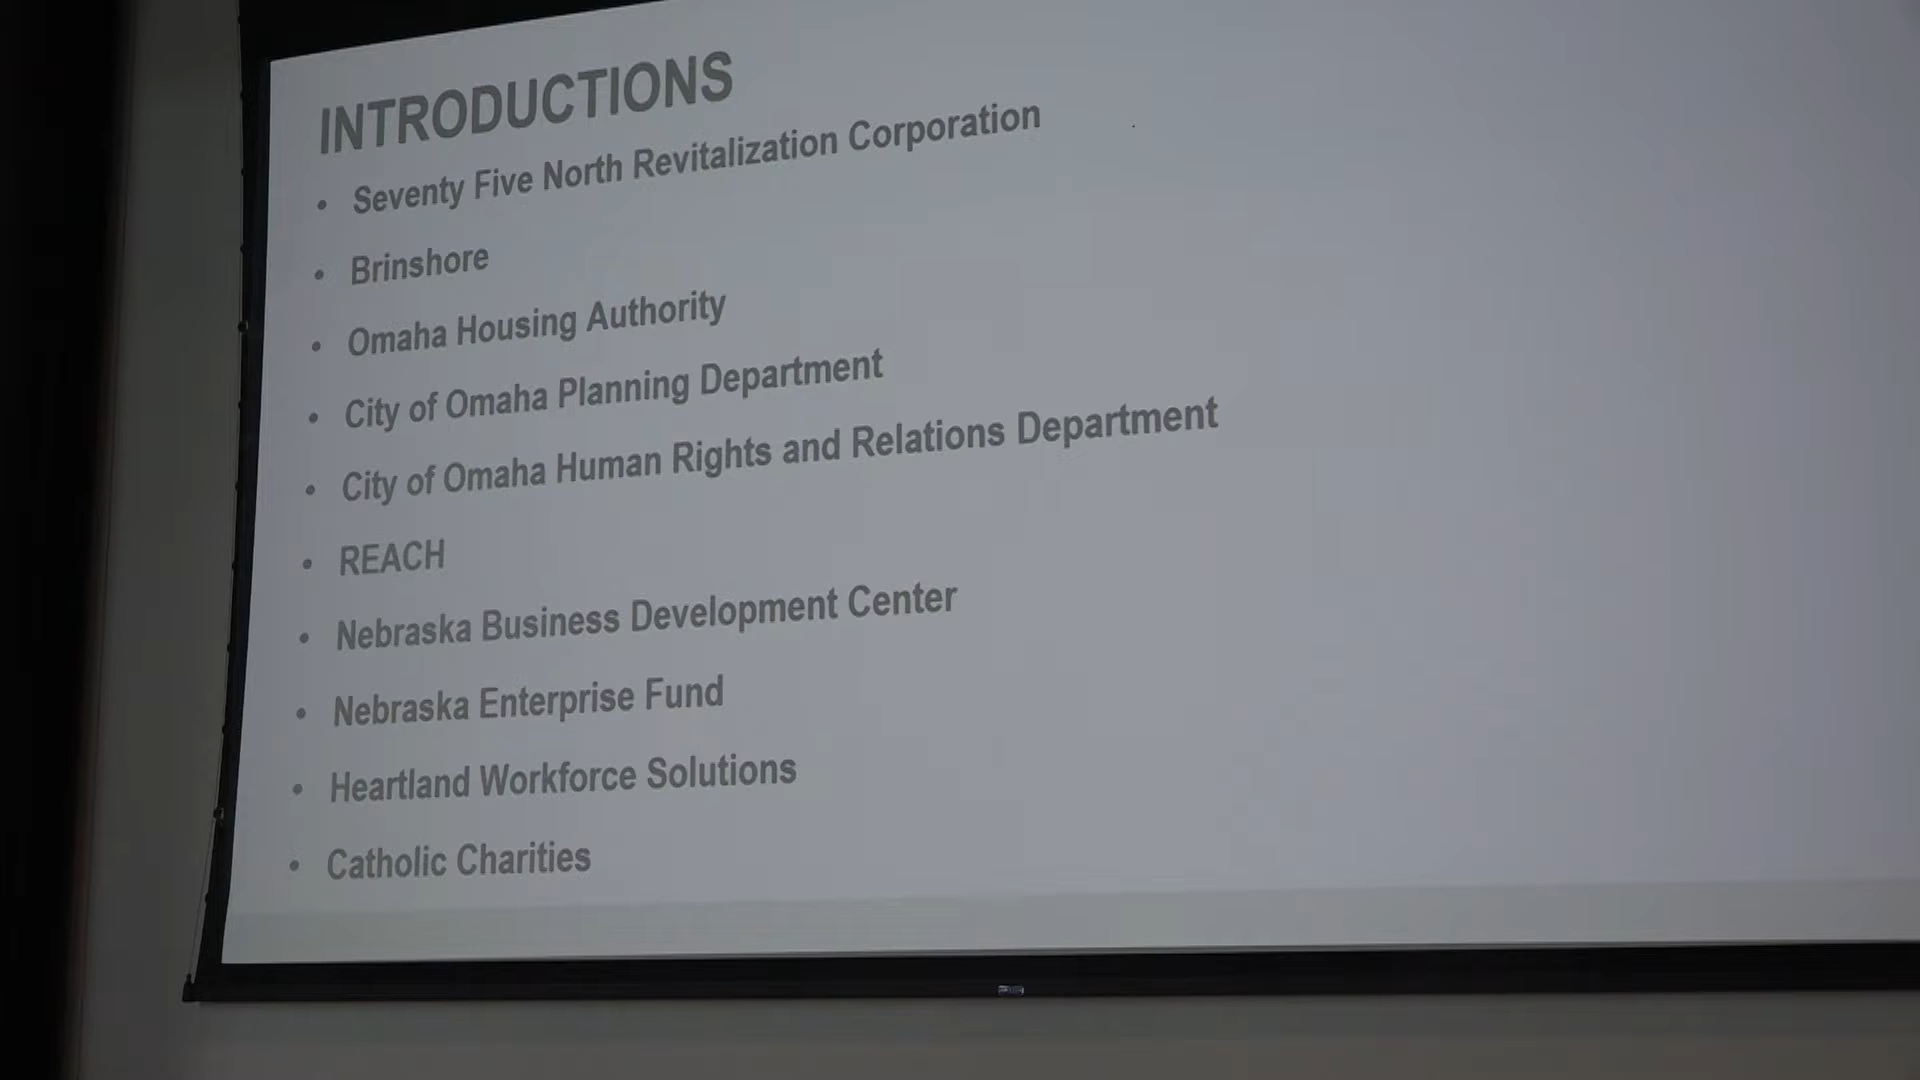 INTRODUCTIONS
• Seventy Five North Revitalization Corporation
• Brinshore
• Omaha Housing Authority
• City of Omaha Planning Department
• City of Omaha Human Rights and Relations Department
• REACH
• Nebraska Business Development Center
• Nebraska Enterprise Fund
• Heartland Workforce Solutions
• Catholic Charities